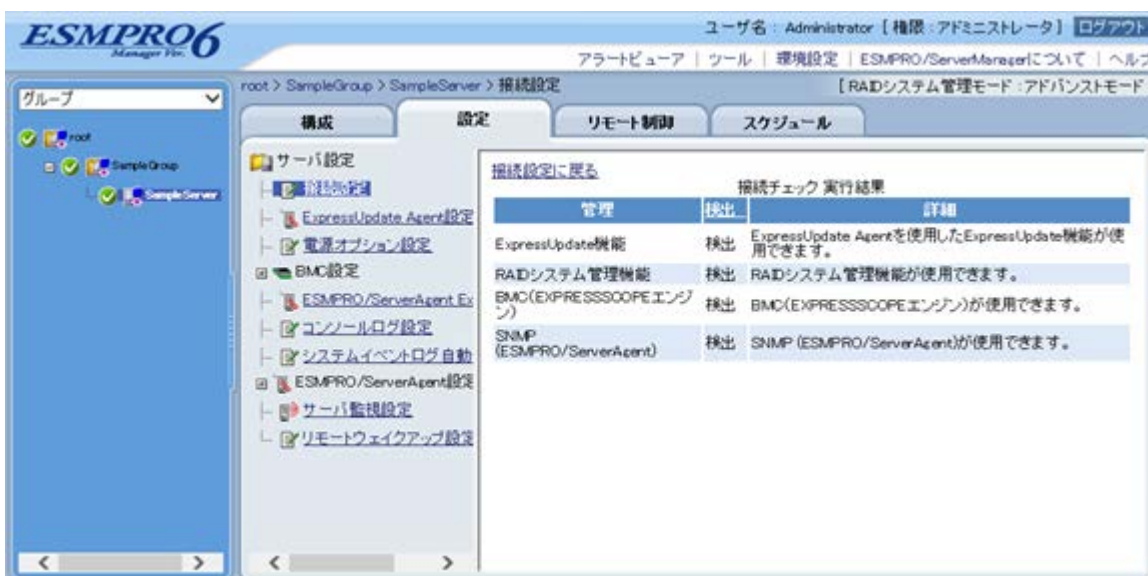 ESMPRO6
Manager Ver.
ユーザ名 : Administrator [ 権限 : アドミニストレータ ] ログアウト
アラートビューア | ツール | 環境設定 | ESMPRO/ServerManagerについて | ヘルプ
グループ
root
SampleGroup
SampleServer
root > SampleGroup > SampleServer > 接続設定
[ RAIDシステム管理モード : アドバンストモード
構成
設定
リモート制御
スケジュール
サーバ設定
接続設定
ExpressUpdate Agent設定
電源オプション設定
BMC設定
ESMPRO/ServerAgent Ex
コンソールログ設定
システムイベントログ自動
ESMPRO/ServerAgent設定
サーバ監視設定
リモートウェイクアップ設定
接続設定に戻る
接続チェック 実行結果
管理 検出 詳細
ExpressUpdate機能 検出 ExpressUpdate Agentを使用したExpressUpdate機能が使
用できます。
RAIDシステム管理機能 検出 RAIDシステム管理機能が使用できます。
BMC(EXPRESSSCOPEエンジ
ン) 検出 BMC(EXPRESSSCOPEエンジン)が使用できます。
SNMP
(ESMPRO/ServerAgent) 検出 SNMP (ESMPRO/ServerAgent)が使用できます。